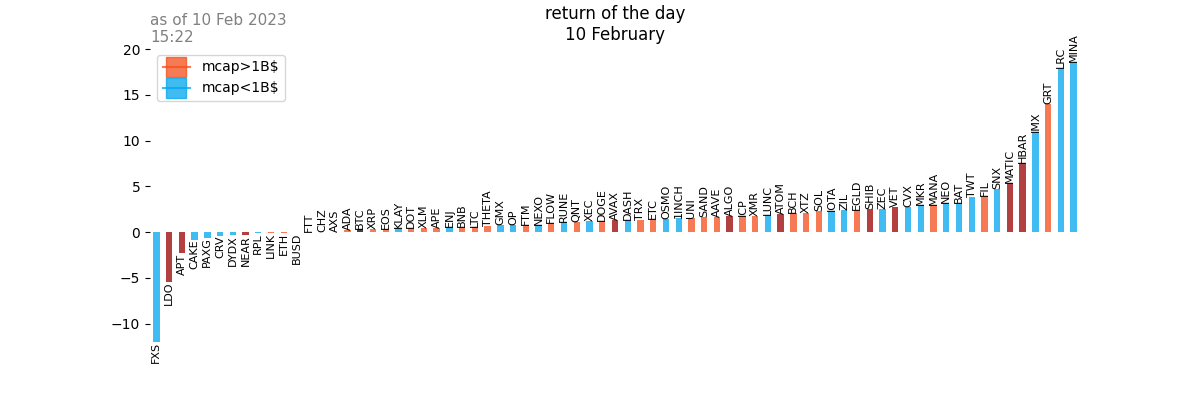 as of 10 Feb 2023
15:22
return of the day
10 February
mcap>1B$
mcap<1B$
20
15
10
5
0
−5
−10
FXS
LDO
APT
CAKE
PAXG
CRV
DYDX
NEAR
RPL
LINK
ETH
BUSD
FTT
CHZ
AXS
ADA
BTC
XRP
EOS
KLAY
DOT
XLM
APE
ENJ
BNB
LTC
THETA
GMX
OP
FTM
NEXO
FLOW
RUNE
QNT
XEC
DOGE
AVAX
DASH
TRX
ETC
OSMO
1INCH
UNI
SAND
AAVE
ALGO
ICP
XMR
LUNC
ATOM
BCH
XTZ
SOL
IOTA
ZIL
EGLD
SHIB
ZEC
VET
CVX
MKR
MANA
NEO
BAT
TWT
FIL
SNX
MATIC
HBAR
IMX
GRT
LRC
MINA